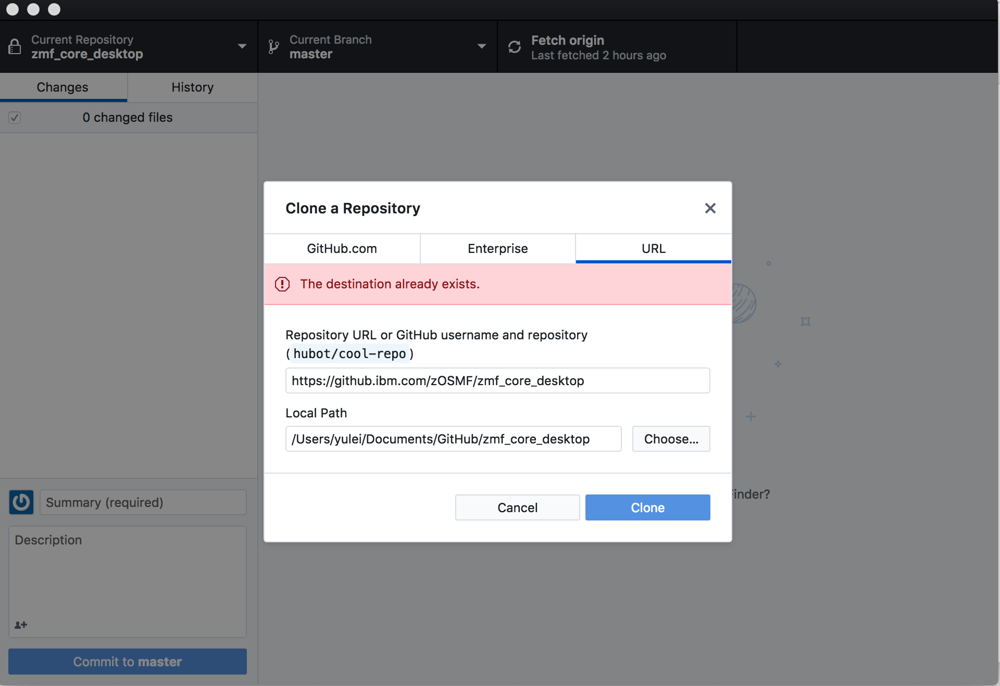 Current Repository
zmf_core_desktop
Current Branch
master
Fetch origin
Last fetched 2 hours ago
Changes
History
0 changed files
Clone a Repository
GitHub.com
Enterprise
URL
The destination already exists.
Repository URL or GitHub username and repository
(hubot/cool-repo)
https://github.ibm.com/zOSMF/zmf_core_desktop
Local Path
/Users/yulei/Documents/GitHub/zmf_core_desktop
Choose...
Cancel
Clone
Finder?
Summary (required)
Description
Commit to master